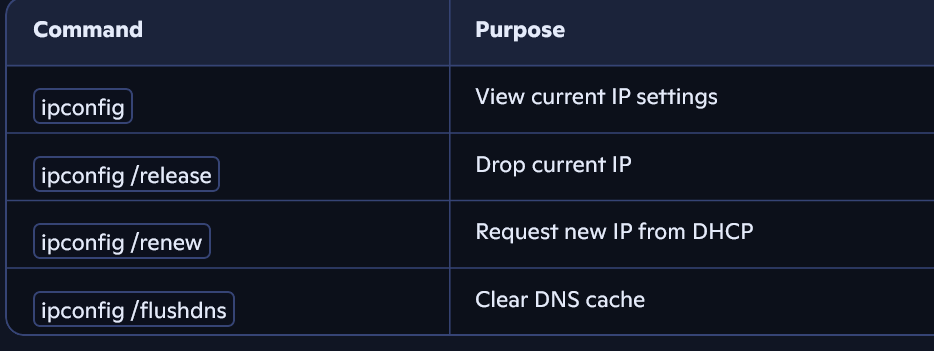 Command Purpose
ipconfig View current IP settings
ipconfig /release Drop current IP
ipconfig /renew Request new IP from DHCP
ipconfig /flushdns Clear DNS cache